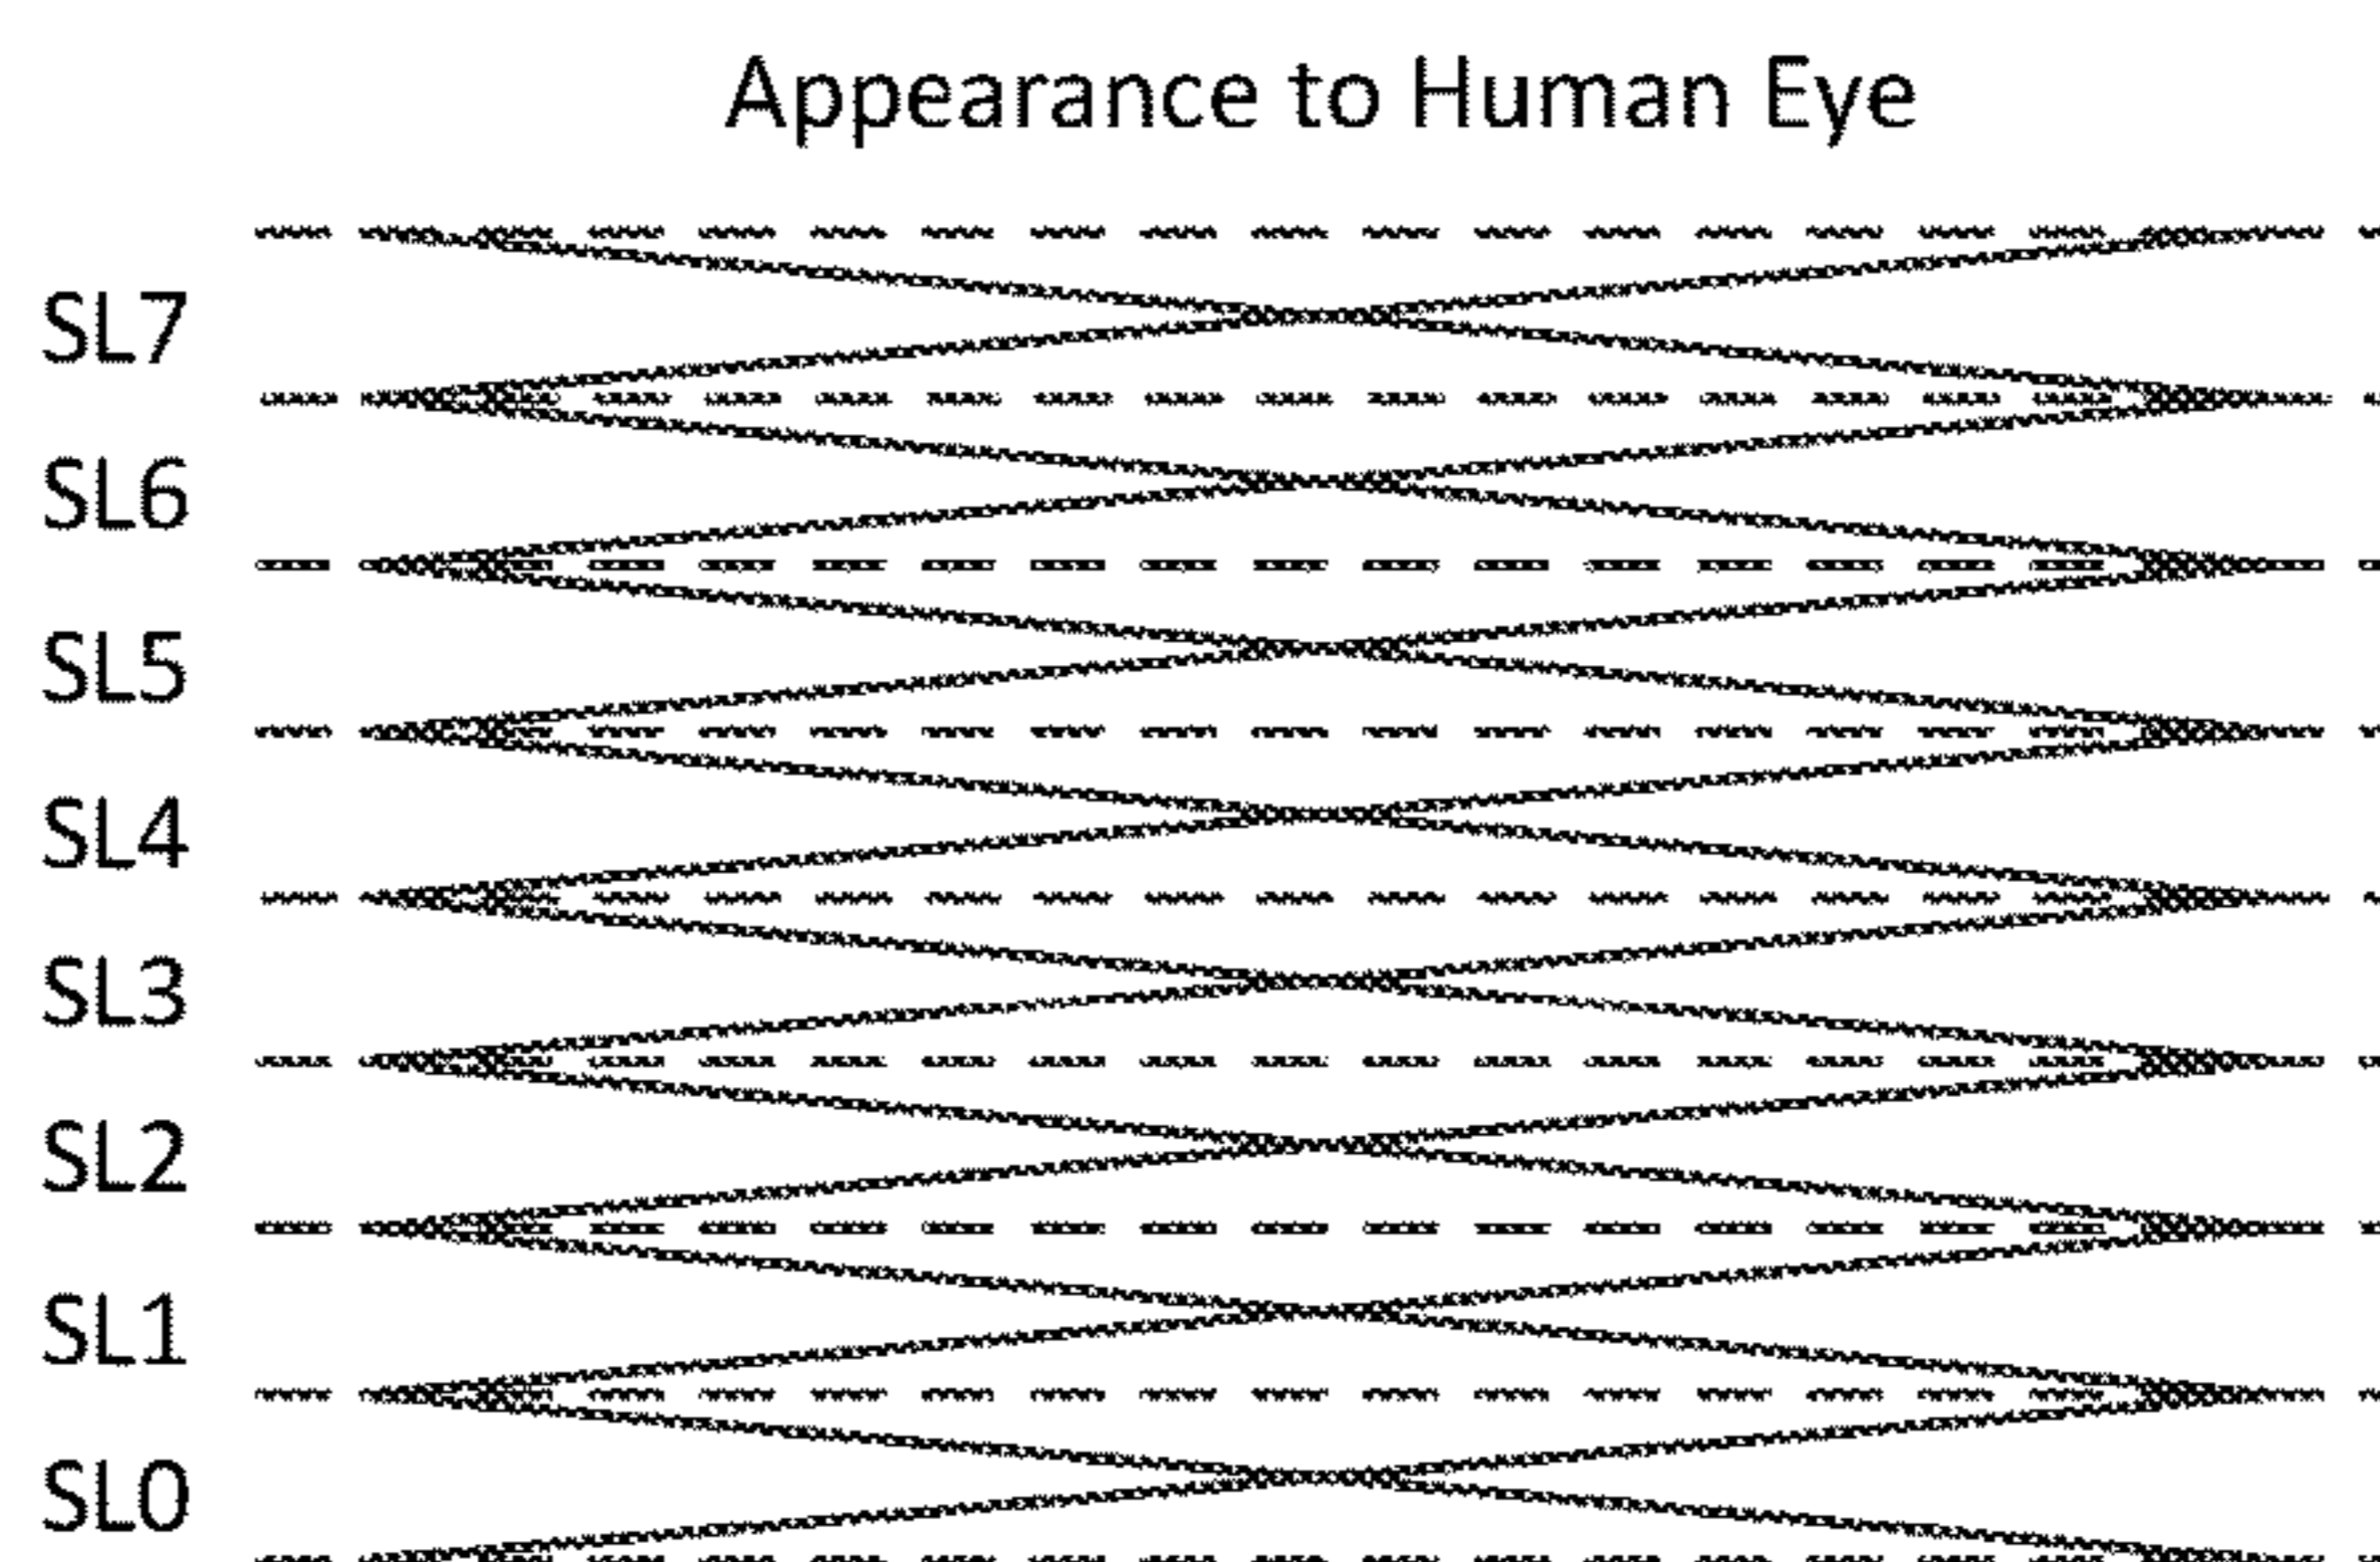 Appearance to Human Eye
SL7
SL6
SL5
SL4
SL3
SL2
SL1
SL0